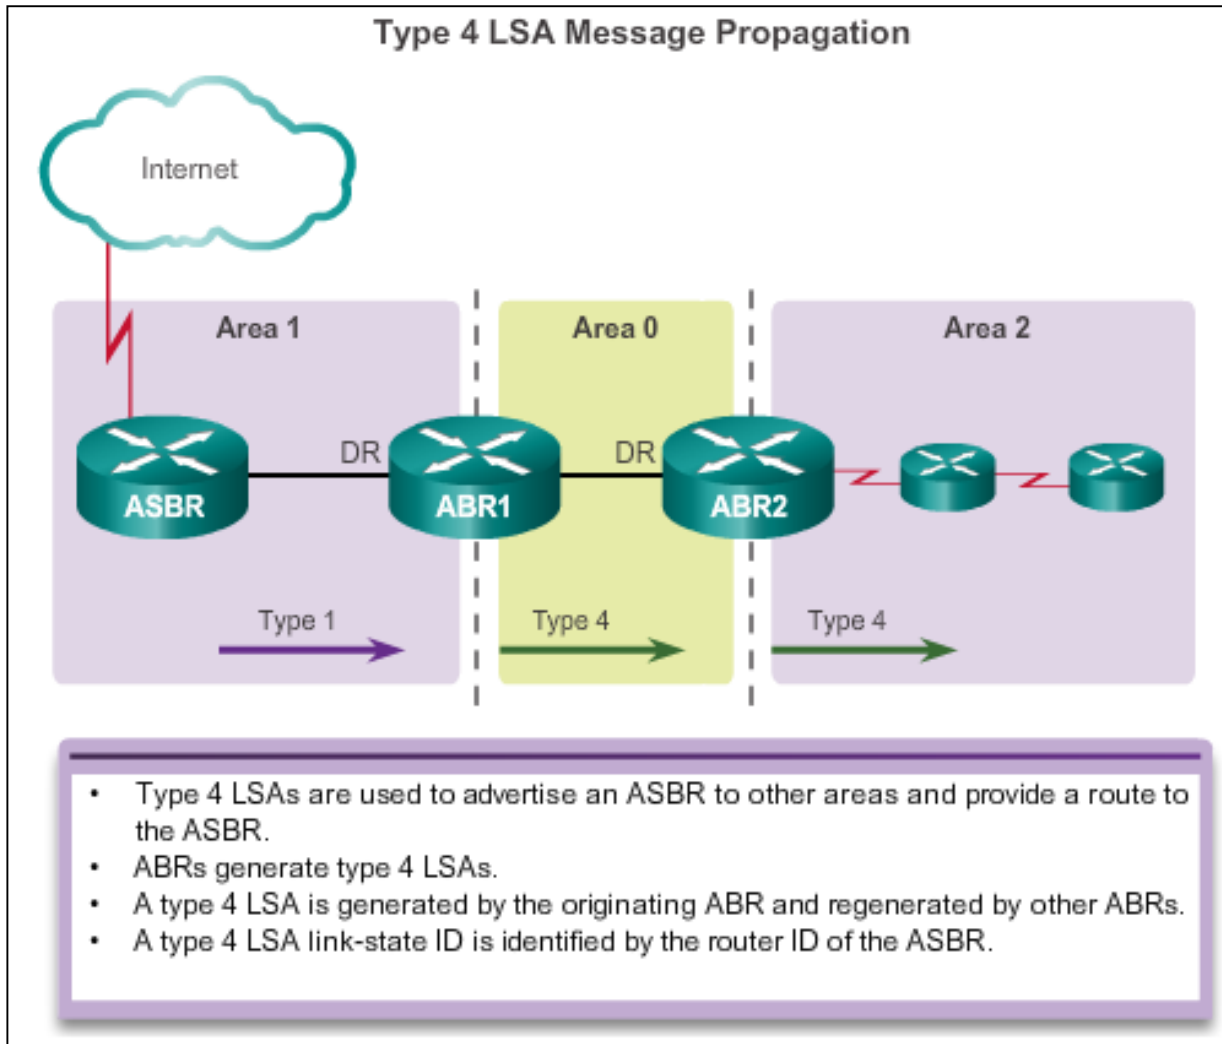 Type 4 LSA Message Propagation
Internet
Area 1
Area 0
Area 2
DR
DR
ASBR
ABR1
ABR2
Type 1
Type 4
Type 4
• Type 4 LSAs are used to advertise an ASBR to other areas and provide a route to
the ASBR.
• ABRs generate type 4 LSAs.
• A type 4 LSA is generated by the originating ABR and regenerated by other ABRs.
• A type 4 LSA link-state ID is identified by the router ID of the ASBR.